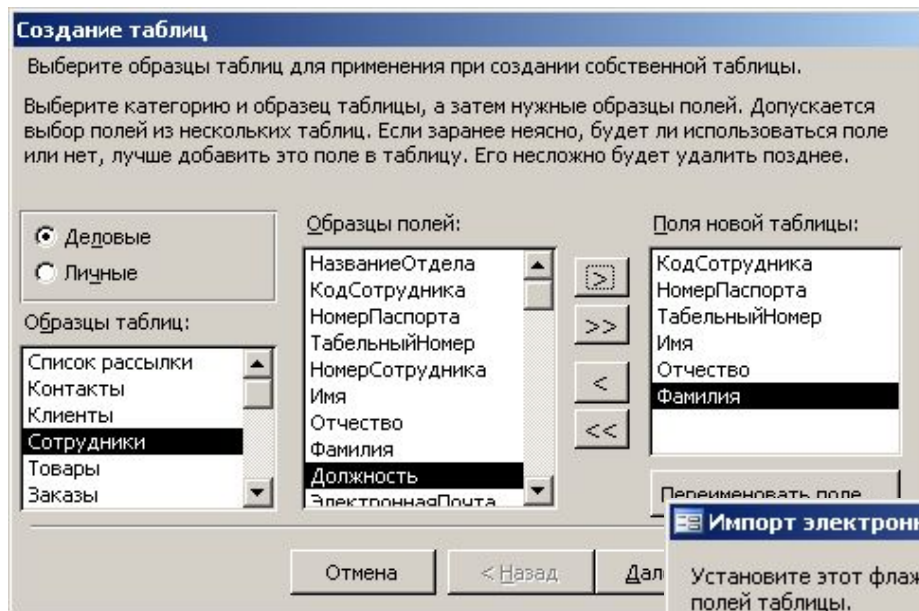 Создание таблиц
Выберите образцы таблиц для применения при создании собственной таблицы.
Выберите категорию и образец таблицы, а затем нужные образцы полей. Допускается
выбор полей из нескольких таблиц. Если заранее неясно, будет ли использоваться поле
или нет, лучше добавить это поле в таблицу. Его несложно будет удалить позднее.
Деловые
Личные
Образцы таблиц:
Список рассылки
Контакты
Клиенты
Сотрудники
Товары
Заказы
Образцы полей:
НазваниеОтдела
КодСотрудника
НомерПаспорта
ТабельныйНомер
НомерСотрудника
Имя
Отчество
Фамилия
Должность
ЭлектроннаяПочта
>
>>
<
<<
Поля новой таблицы:
КодСотрудника
НомерПаспорта
ТабельныйНомер
Имя
Отчество
Фамилия
Переименовать поле...
Отмена
< Назад
Импорт
Установите этот
полей таблицы.